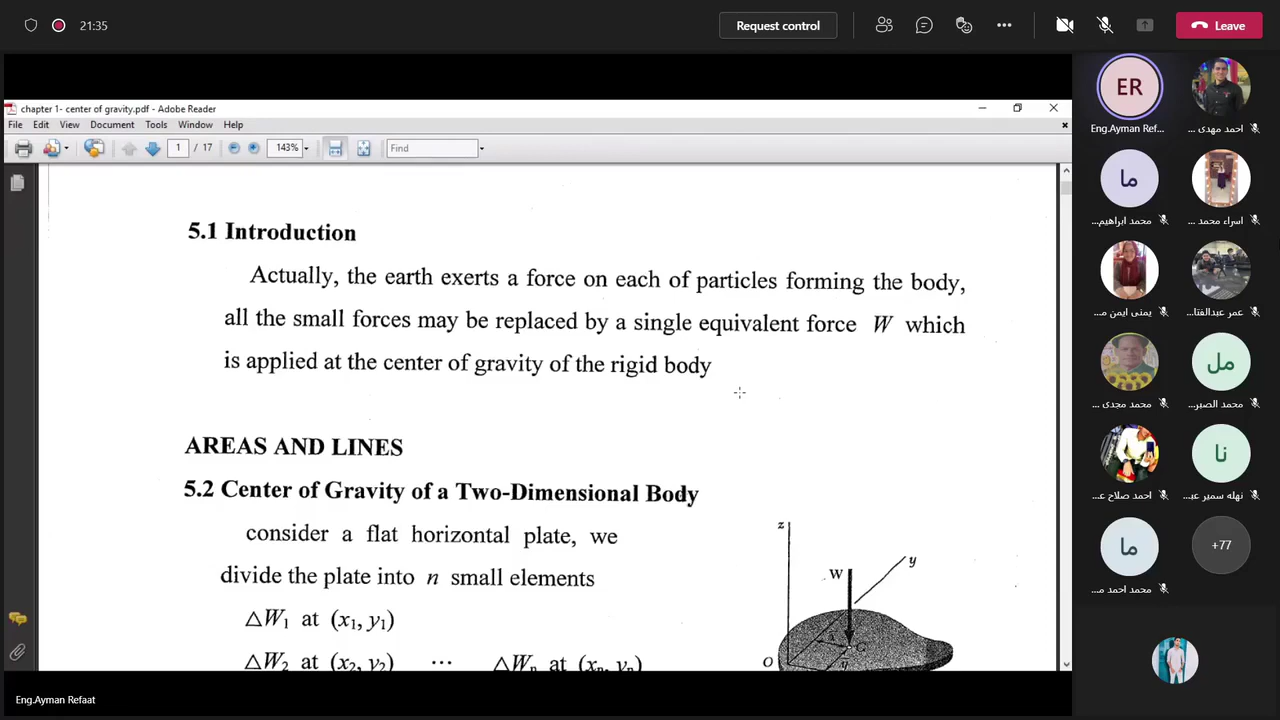 21:35
Request control
Leave
chapter 1- center of gravity.pdf - Adobe Reader
File Edit View Document Tools Window Help
1 / 17
143%
Find
5.1 Introduction
Actually, the earth exerts a force on each of particles forming the body,
all the small forces may be replaced by a single equivalent force W which
is applied at the center of gravity of the rigid body
AREAS AND LINES
5.2 Center of Gravity of a Two-Dimensional Body
consider a flat horizontal plate, we
divide the plate into n small elements
△W₁ at (x₁, y₁)
△W₂ at (x₂, y₂) ⋯ △Wₙ at (xₙ, yₙ)
z
y
W
G
O
ER
Eng.Ayman Refa...
احمد مهدى ...
ما
محمد ابراهيم...
اسراء محمد ...
يمنى ايمن م...
عمر عبدالفتا...
محمد مجدى ...
مل
محمد الصبر...
احمد صلاح ع...
نا
نهله سمير عب...
ما
محمد احمد م...
+77
Eng.Ayman Refaat